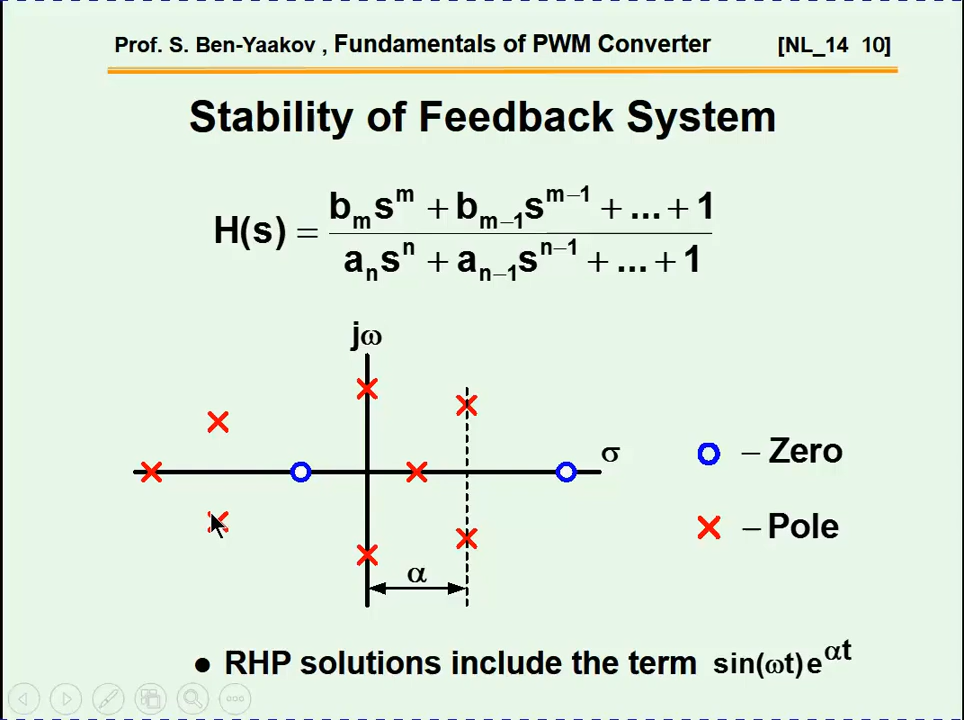 Prof. S. Ben-Yaakov , Fundamentals of PWM Converter [NL_14 10]
Stability of Feedback System
H(s) = (b_m s^m + b_{m−1} s^{m−1} + ... + 1) / (a_n s^n + a_{n−1} s^{n−1} + ... + 1)
jω
σ
– Zero
– Pole
α
● RHP solutions include the term sin(ωt)e^{αt}